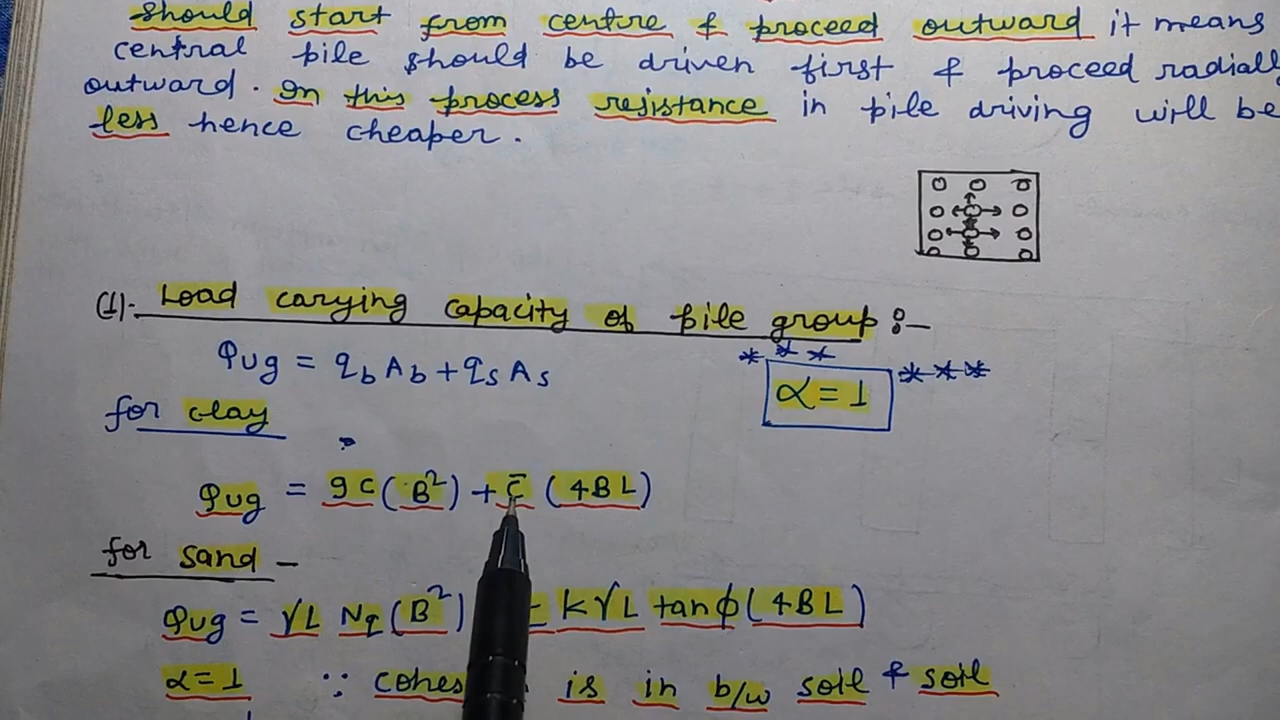 should start from centre & proceed outward it means
central pile should be driven first & proceed radially
outward. In this process resistance in pile driving will be
less hence cheaper.
(1)- Load carying capacity of pile group :-
Qug = qb Ab + qs As
* * *
α = 1
* * *
for clay
Qug = 9c (B²) + c̄ (4BL)
for sand -
Qug = γL Nq (B²) KγL tanφ (4BL)
α = 1 ∵ is in b/w soil & soil